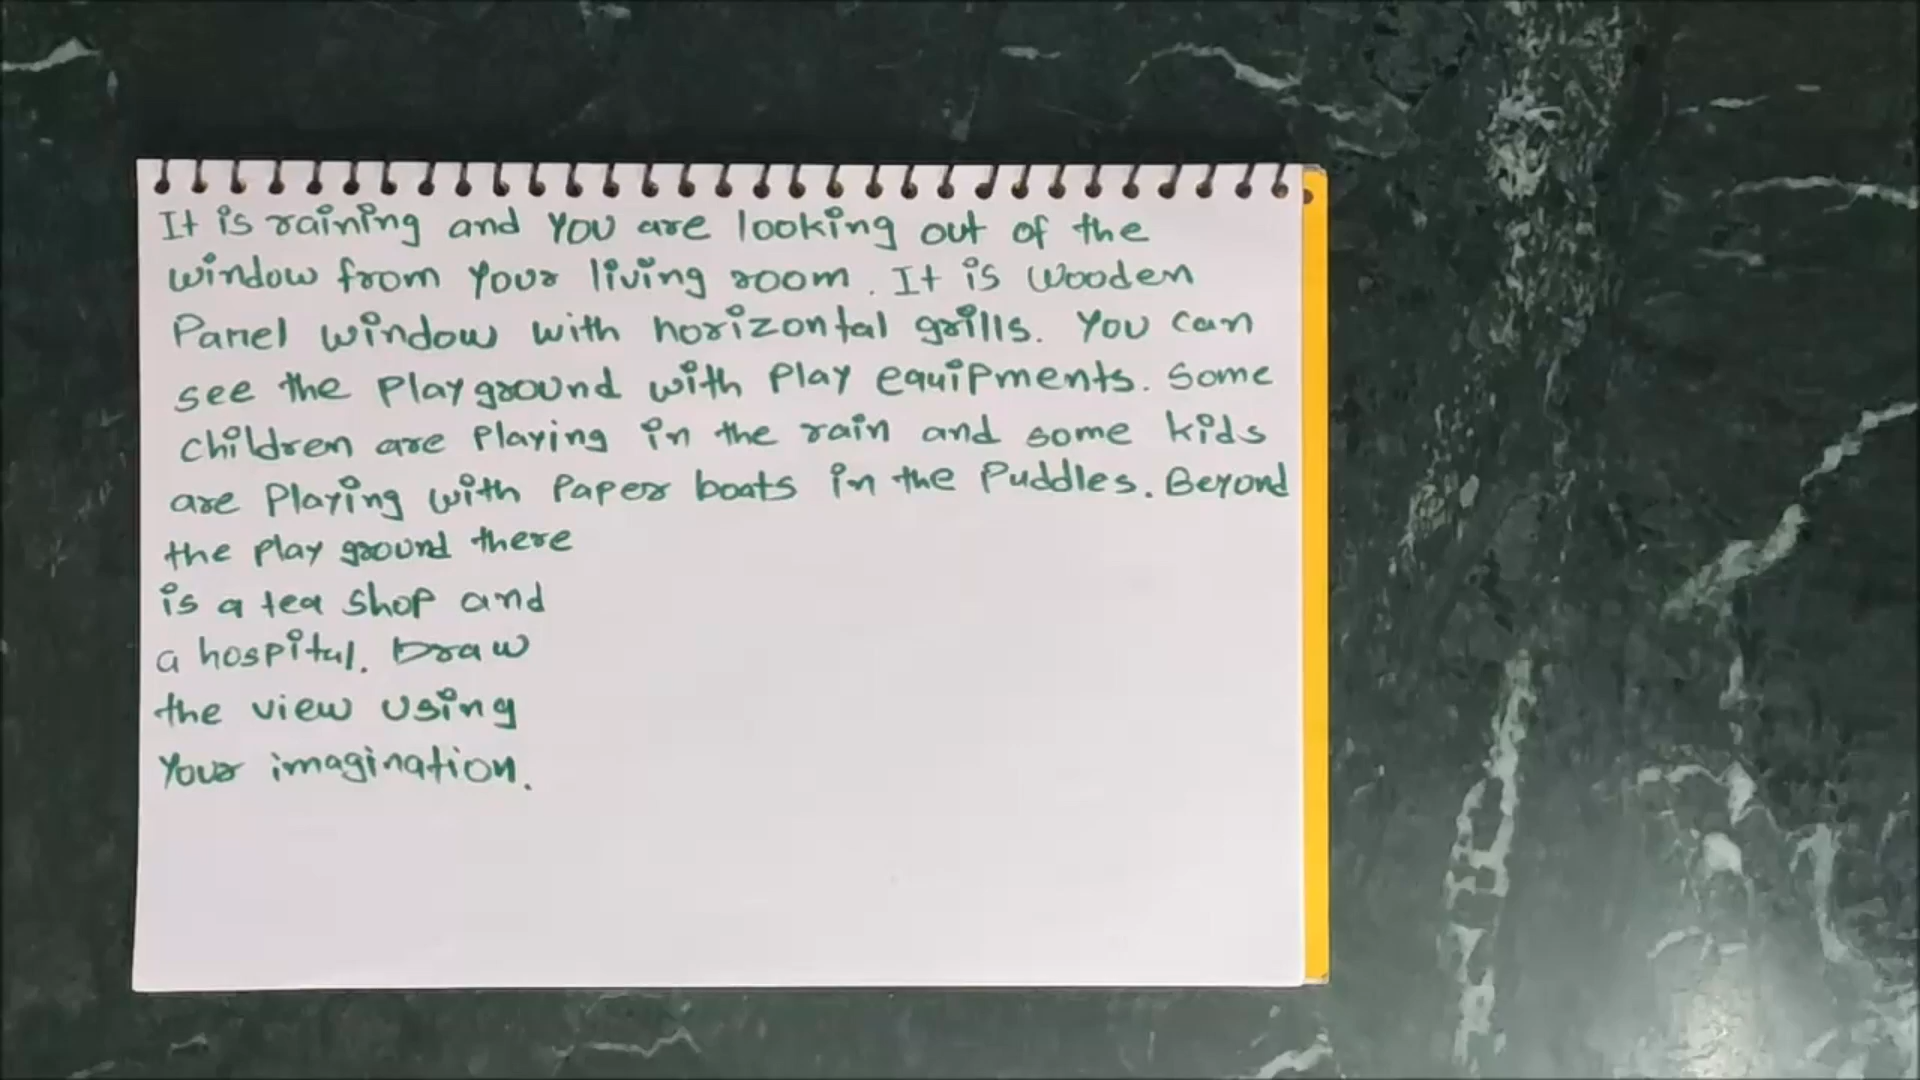 It is raining and you are looking out of the
window from your living room. It is wooden
Panel window with horizontal grills. You can
see the playground with play equipments. Some
children are playing in the rain and some kids
are playing with paper boats in the puddles. Beyond
the play ground there
is a tea shop and
a hospital. Draw
the view using
your imagination.